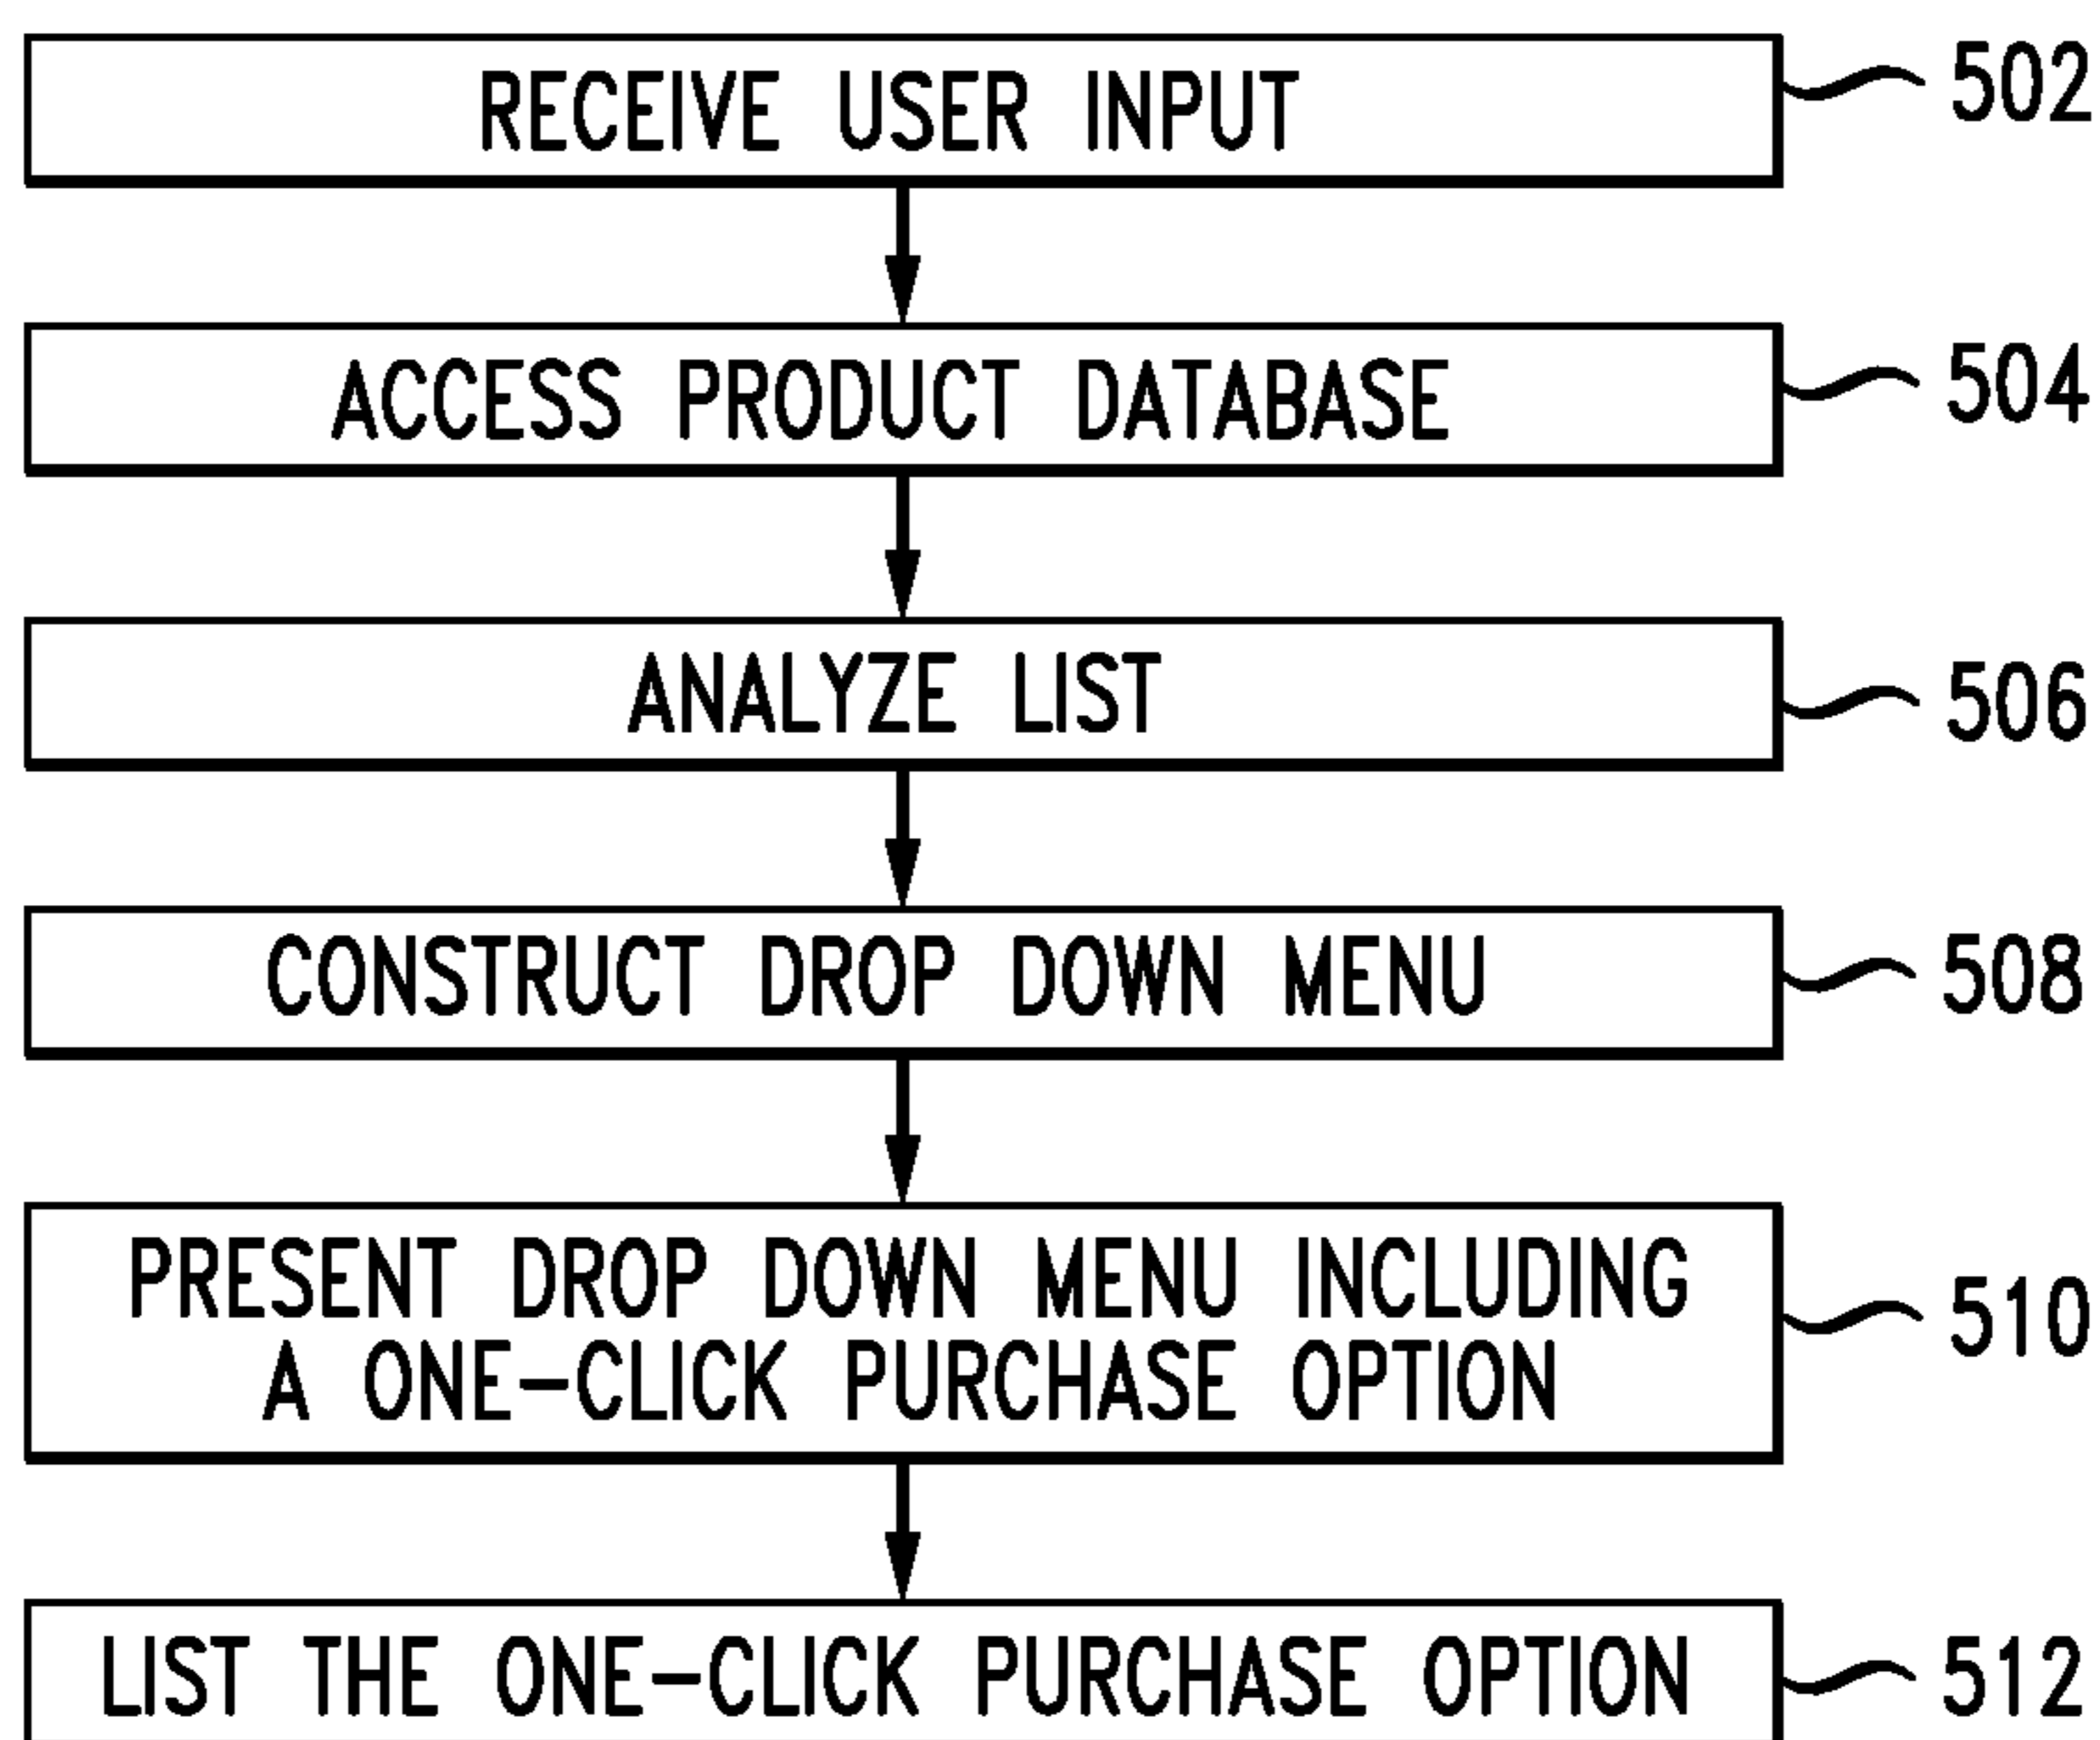 RECEIVE USER INPUT
502
ACCESS PRODUCT DATABASE
504
ANALYZE LIST
506
CONSTRUCT DROP DOWN MENU
508
PRESENT DROP DOWN MENU INCLUDING
A ONE-CLICK PURCHASE OPTION
510
LIST THE ONE-CLICK PURCHASE OPTION
512